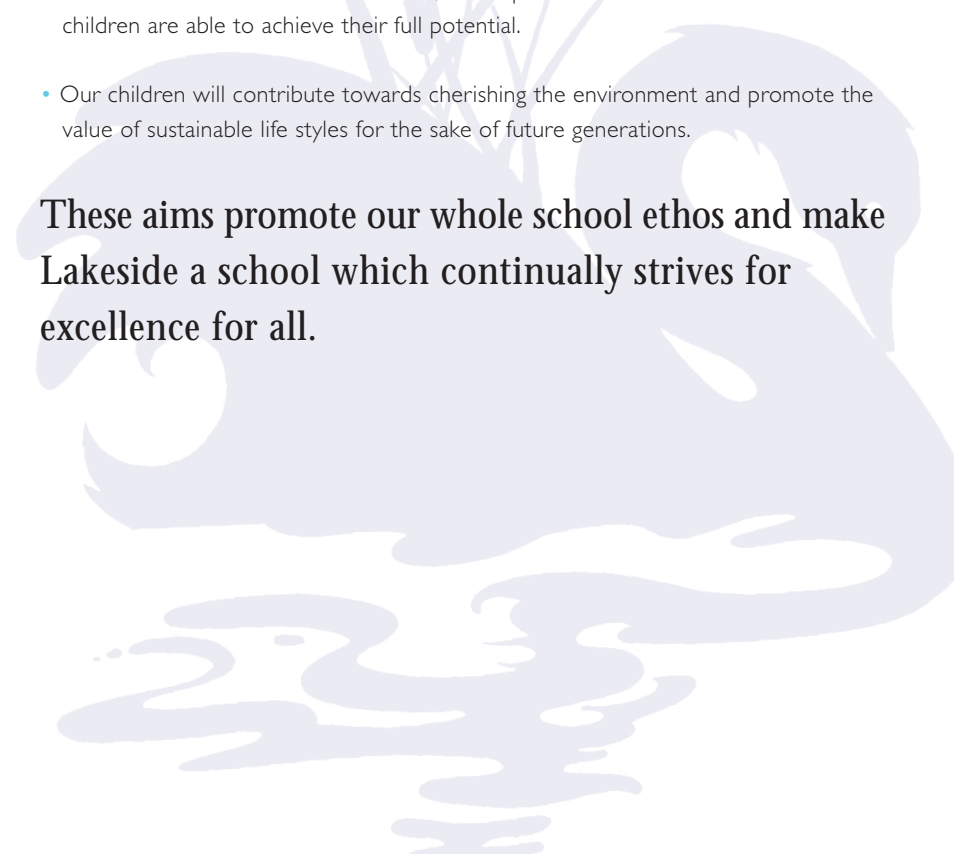 children are able to achieve their full potential.
• Our children will contribute towards cherishing the environment and promote the
value of sustainable life styles for the sake of future generations.
These aims promote our whole school ethos and make
Lakeside a school which continually strives for
excellence for all.